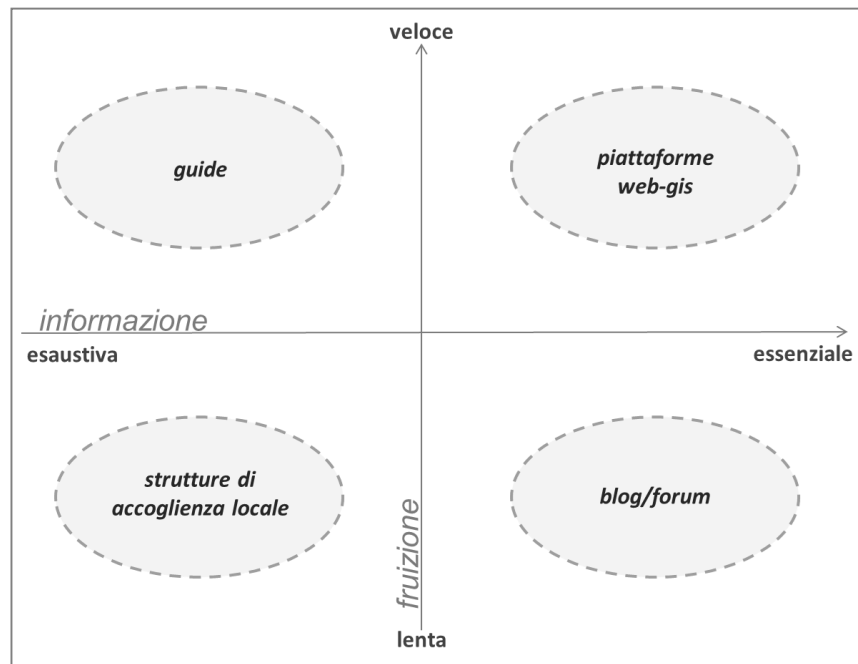 veloce
guide
piattaforme
web-gis
informazione
esaustiva
essenziale
strutture di
accoglienza locale
blog/forum
fruizione
lenta